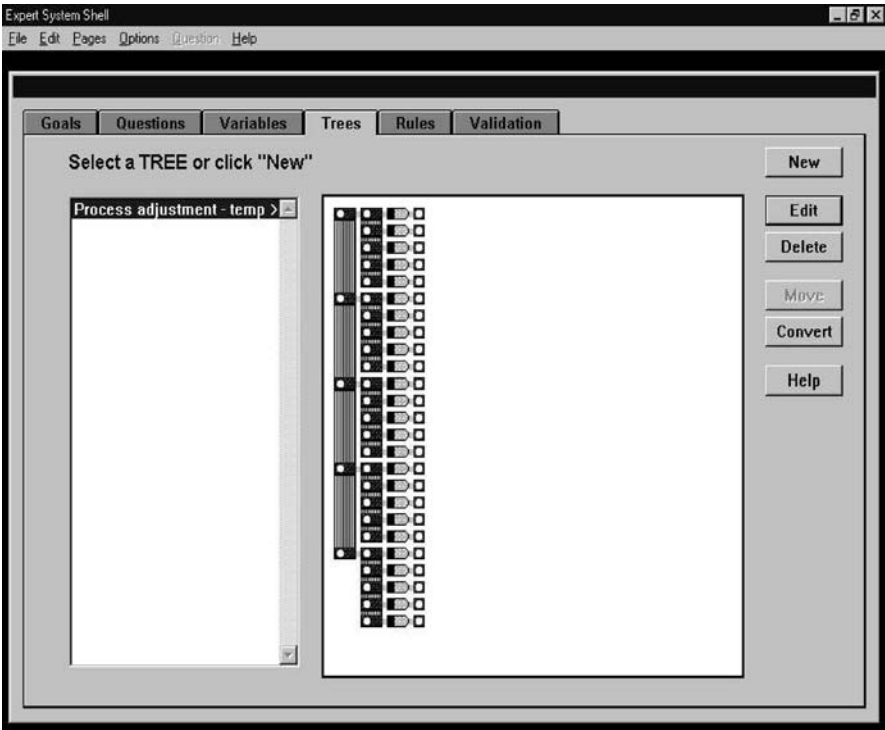 Expert System Shell
File Edit Pages Options Question Help
Goals Questions Variables Trees Rules Validation
Select a TREE or click "New"
New
Process adjustment - temp >
Edit
Delete
Move
Convert
Help